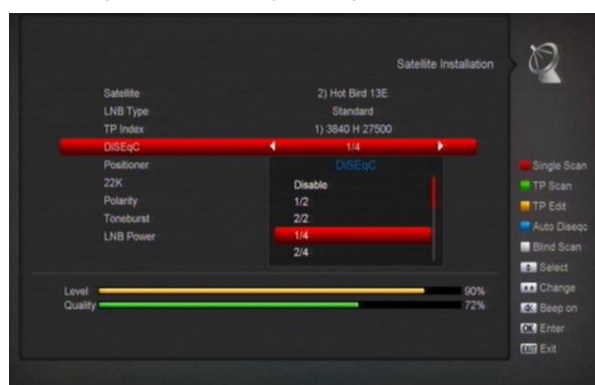 Satellite Installation
Satellite 2) Hot Bird 13E
LNB Type Standard
TP Index 1) 3840 H 27500
DiSEqC 1/4
Positioner DiSEqC
22K Disable
Polarity 1/2
Toneburst 2/2
LNB Power 1/4
2/4
Level 90%
Quality 72%
Single Scan
TP Scan
TP Edit
Auto Diseqc
Blind Scan
Select
Change
Beep on
OK Enter
EXIT Exit